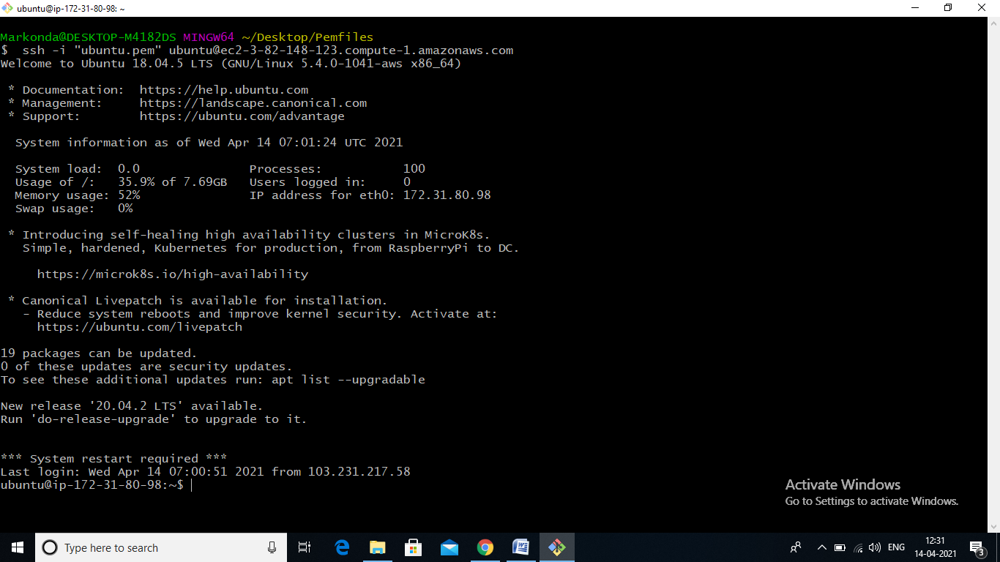 ubuntu@ip-172-31-80-98: ~
Markonda@DESKTOP-M4182DS MINGW64 ~/Desktop/Pemfiles
$  ssh -i "ubuntu.pem" ubuntu@ec2-3-82-148-123.compute-1.amazonaws.com
Welcome to Ubuntu 18.04.5 LTS (GNU/Linux 5.4.0-1041-aws x86_64)
 * Documentation:  https://help.ubuntu.com
 * Management:     https://landscape.canonical.com
 * Support:        https://ubuntu.com/advantage
  System information as of Wed Apr 14 07:01:24 UTC 2021
  System load:  0.0                Processes:           100
  Usage of /:   35.9% of 7.69GB   Users logged in:     0
  Memory usage: 52%                IP address for eth0: 172.31.80.98
  Swap usage:   0%
 * Introducing self-healing high availability clusters in MicroK8s.
   Simple, hardened, Kubernetes for production, from RaspberryPi to DC.
     https://microk8s.io/high-availability
 * Canonical Livepatch is available for installation.
   - Reduce system reboots and improve kernel security. Activate at:
     https://ubuntu.com/livepatch
19 packages can be updated.
0 of these updates are security updates.
To see these additional updates run: apt list --upgradable
New release '20.04.2 LTS' available.
Run 'do-release-upgrade' to upgrade to it.
*** System restart required ***
Last login: Wed Apr 14 07:00:51 2021 from 103.231.217.58
ubuntu@ip-172-31-80-98:~$
Activate Windows
Go to Settings to activate Windows.
Type here to search
ENG
12:31
14-04-2021
3